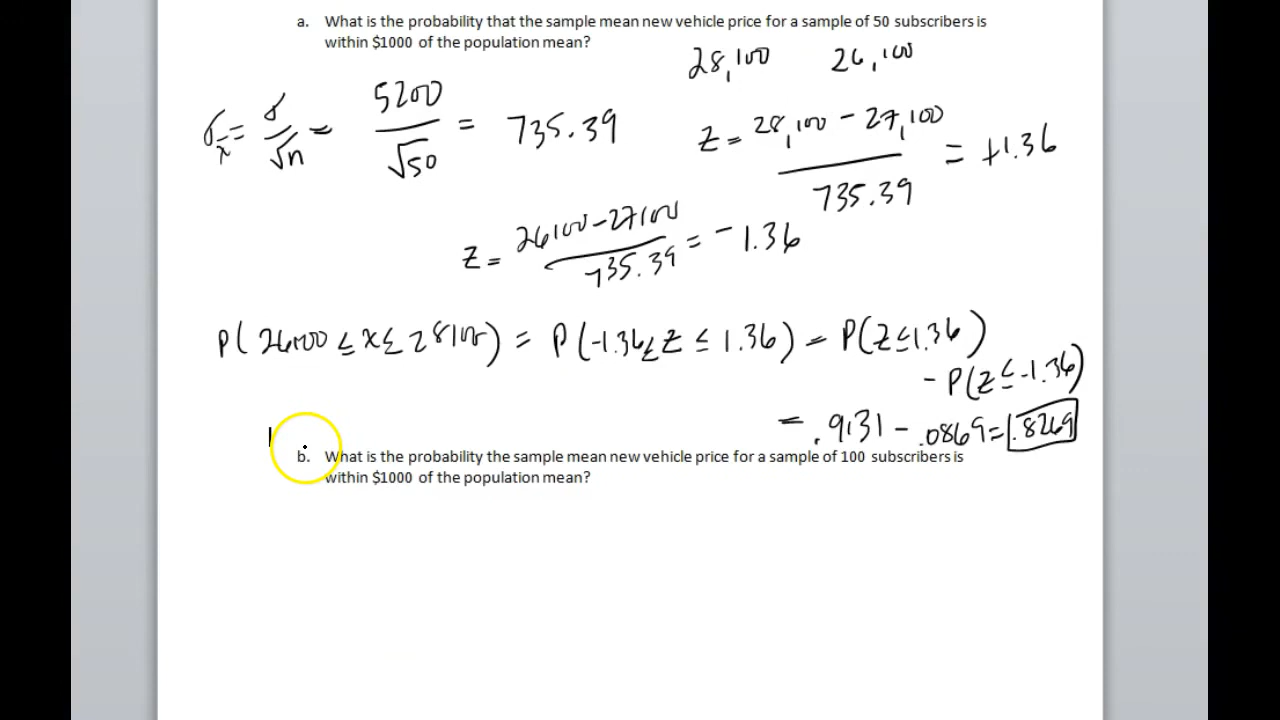 a. What is the probability that the sample mean new vehicle price for a sample of 50 subscribers is
within $1000 of the population mean?
28,100 26,100
σx̄ = σ/√n = 5200/√50 = 735.39
Z = 28,100 - 27,100 / 735.39 = +1.36
Z = 26100 - 27100 / 735.39 = -1.36
P(26100 ≤ x ≤ 28100) = P(-1.36 ≤ Z ≤ 1.36) = P(Z ≤ 1.36)
- P(Z ≤ -1.36)
= .9131 - .0869 = .8269
b. What is the probability the sample mean new vehicle price for a sample of 100 subscribers is
within $1000 of the population mean?